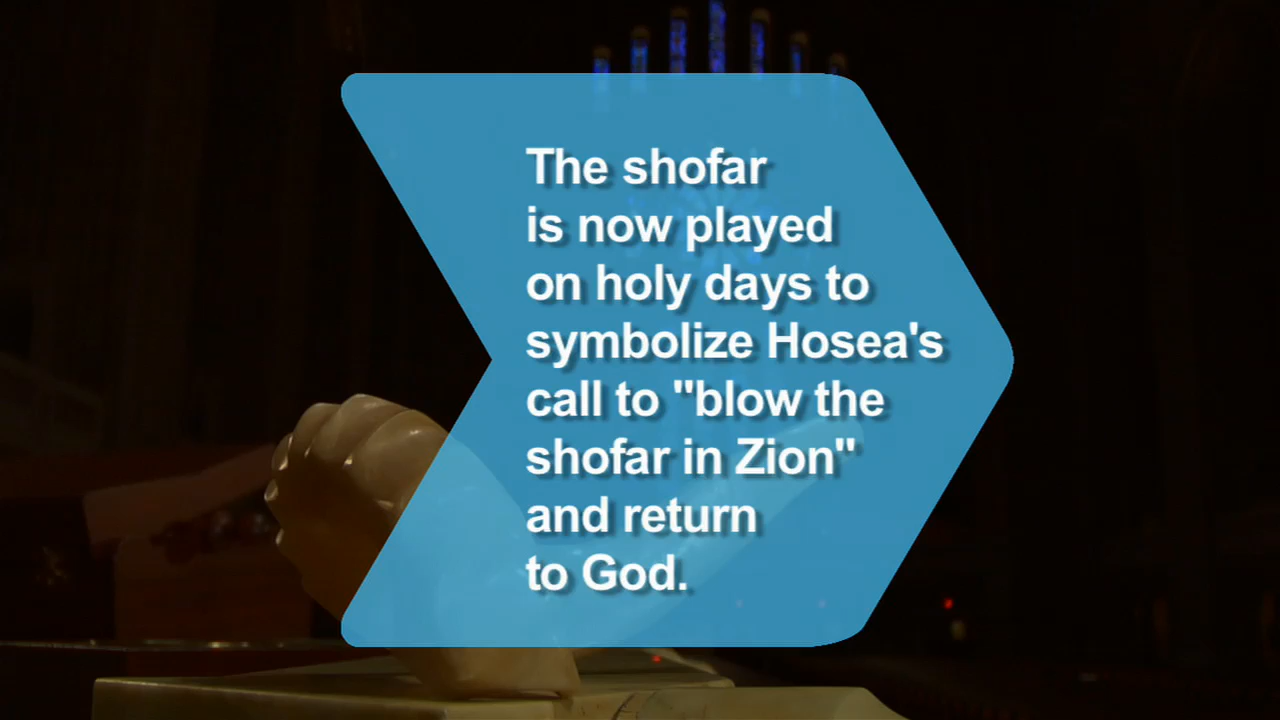 The shofar
is now played
on holy days to
symbolize Hosea's
call to "blow the
shofar in Zion"
and return
to God.